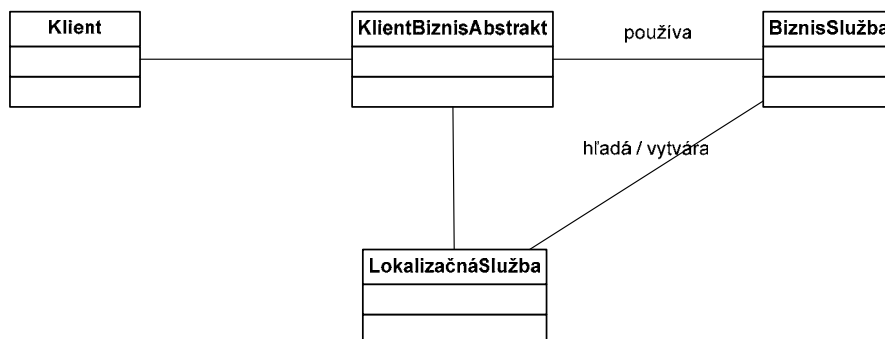 Klient
KlientBiznisAbstrakt
používa
BiznisSlužba
hľadá / vytvára
LokalizačnáSlužba